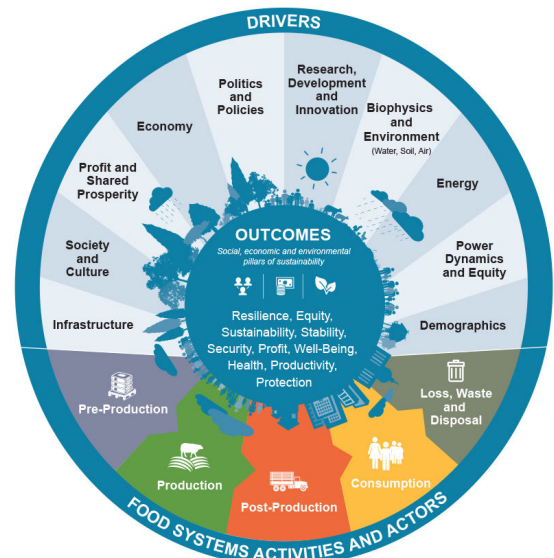 DRIVERS
Infrastructure
Society
and
Culture
Profit and
Shared
Prosperity
Economy
Politics
and
Policies
Research,
Development
and
Innovation
Biophysics
and
Environment
(Water, Soil, Air)
Energy
Power
Dynamics
and Equity
Demographics
OUTCOMES
Social, economic and environmental
pillars of sustainability
Resilience, Equity,
Sustainability, Stability,
Security, Profit, Well-Being,
Health, Productivity,
Protection
Pre-Production
Production
Post-Production
Consumption
Loss, Waste
and
Disposal
FOOD SYSTEMS ACTIVITIES AND ACTORS